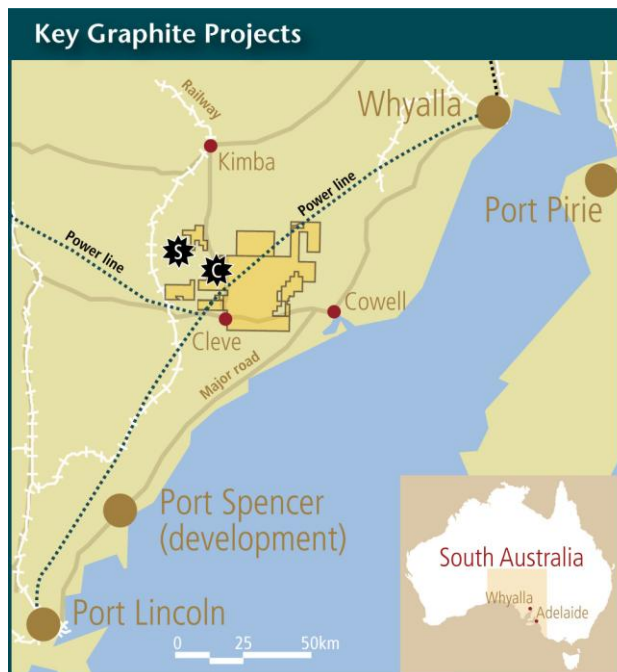 Key Graphite Projects
Railway
Whyalla
Kimba
Power line
Port Pirie
Power line
S
C
Cowell
Cleve
Major road
Port Spencer
(development)
South Australia
Whyalla
Adelaide
Port Lincoln
0 25 50km